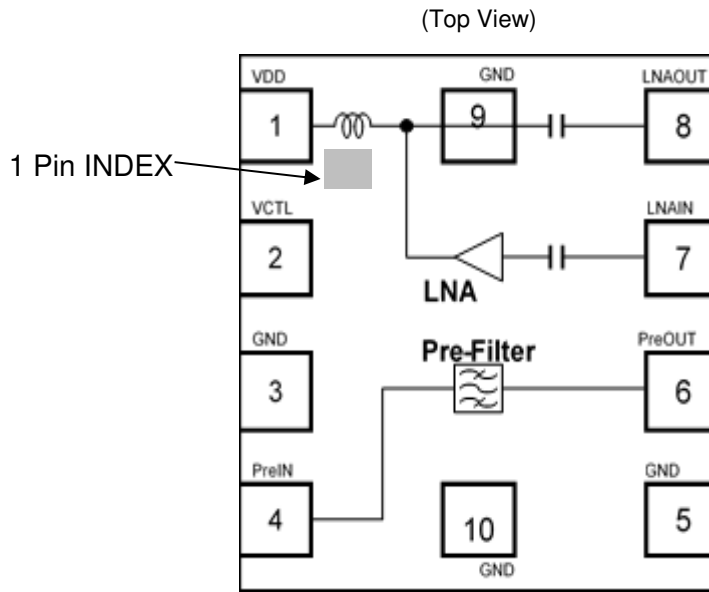 (Top View)
VDD
GND
LNAOUT
1
9
8
1 Pin INDEX
VCTL
LNAIN
2
7
LNA
GND
Pre-Filter
PreOUT
3
6
PreIN
GND
4
10
5
GND